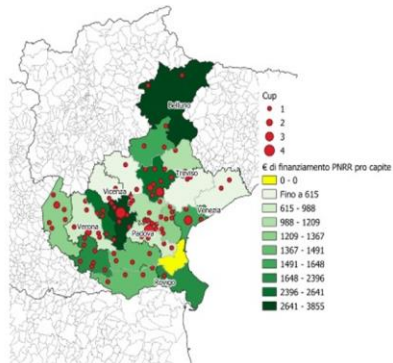 Belluno
Treviso
Vicenza
Venezia
Verona
Padova
Rovigo
Cup
1
2
3
4
€ di finanziamento PNRR pro capite
0 - 0
Fino a 615
615 - 988
988 - 1209
1209 - 1367
1367 - 1491
1491 - 1648
1648 - 2396
2396 - 2641
2641 - 3855